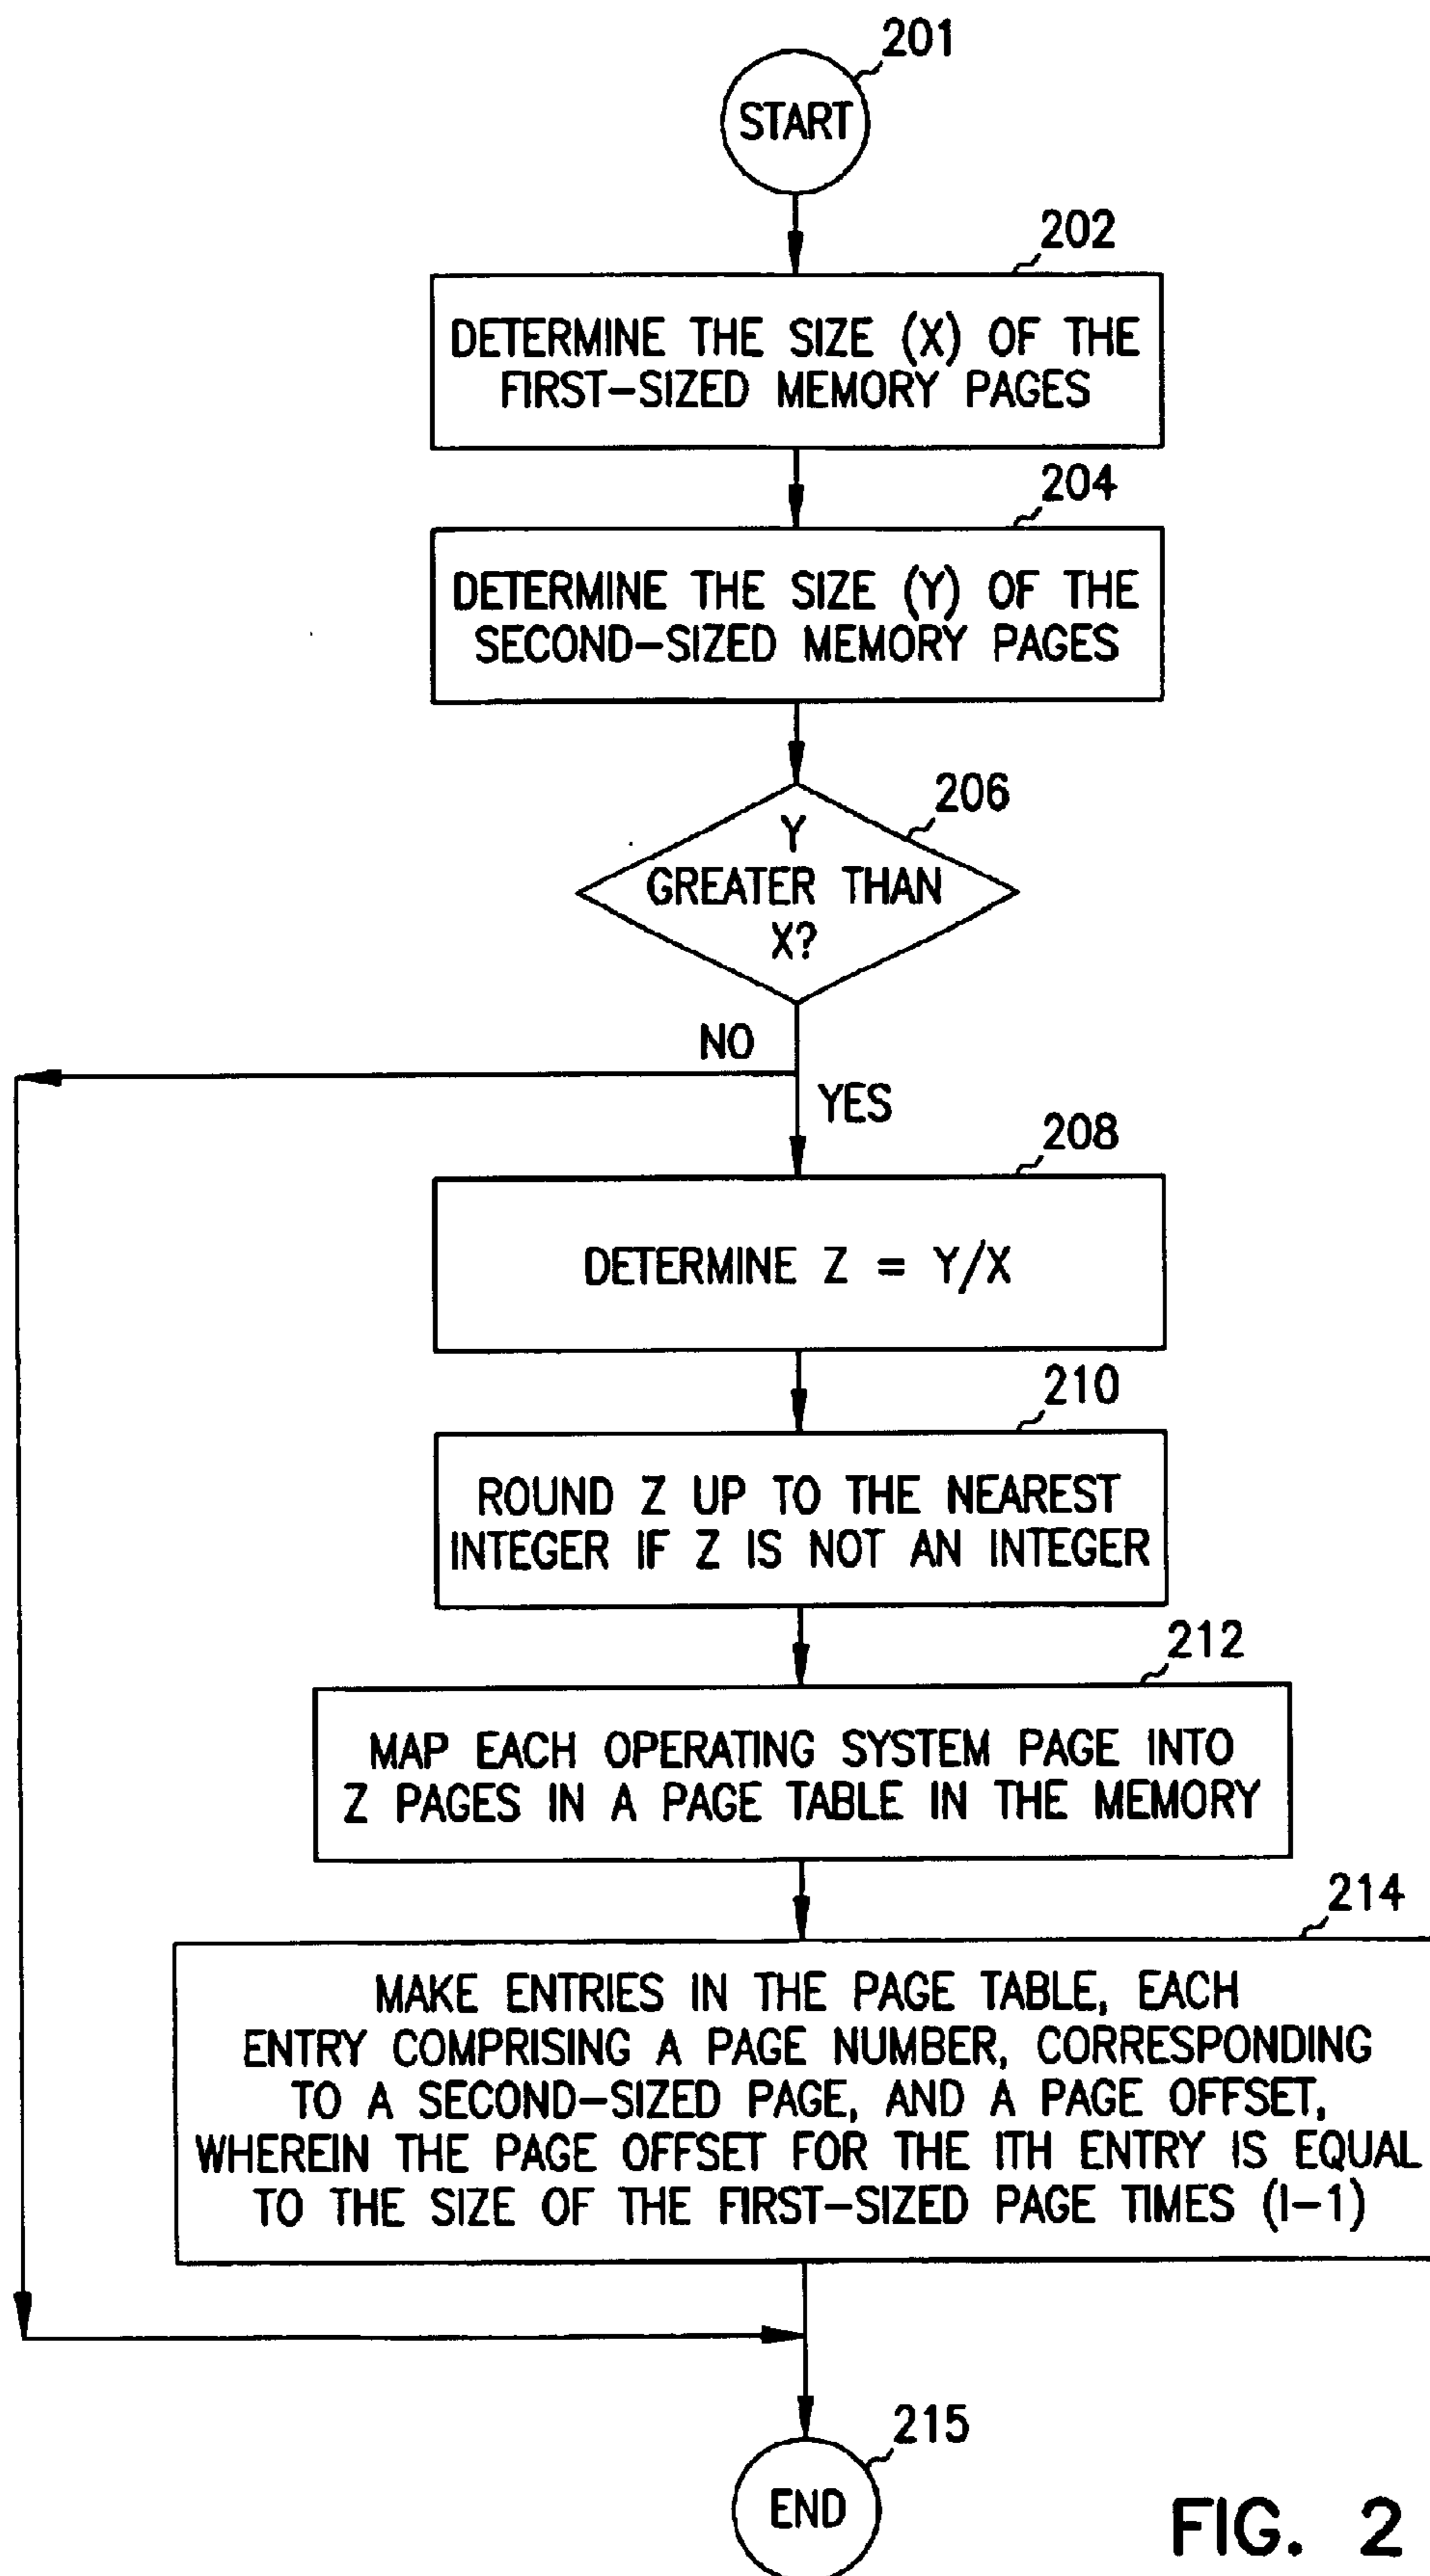 201
START
202
DETERMINE THE SIZE (X) OF THE
FIRST-SIZED MEMORY PAGES
204
DETERMINE THE SIZE (Y) OF THE
SECOND-SIZED MEMORY PAGES
206
Y
GREATER THAN
X?
NO
YES
208
DETERMINE Z = Y/X
210
ROUND Z UP TO THE NEAREST
INTEGER IF Z IS NOT AN INTEGER
212
MAP EACH OPERATING SYSTEM PAGE INTO
Z PAGES IN A PAGE TABLE IN THE MEMORY
214
MAKE ENTRIES IN THE PAGE TABLE, EACH
ENTRY COMPRISING A PAGE NUMBER, CORRESPONDING
TO A SECOND-SIZED PAGE, AND A PAGE OFFSET,
WHEREIN THE PAGE OFFSET FOR THE ITH ENTRY IS EQUAL
TO THE SIZE OF THE FIRST-SIZED PAGE TIMES (I-1)
215
END
FIG. 2